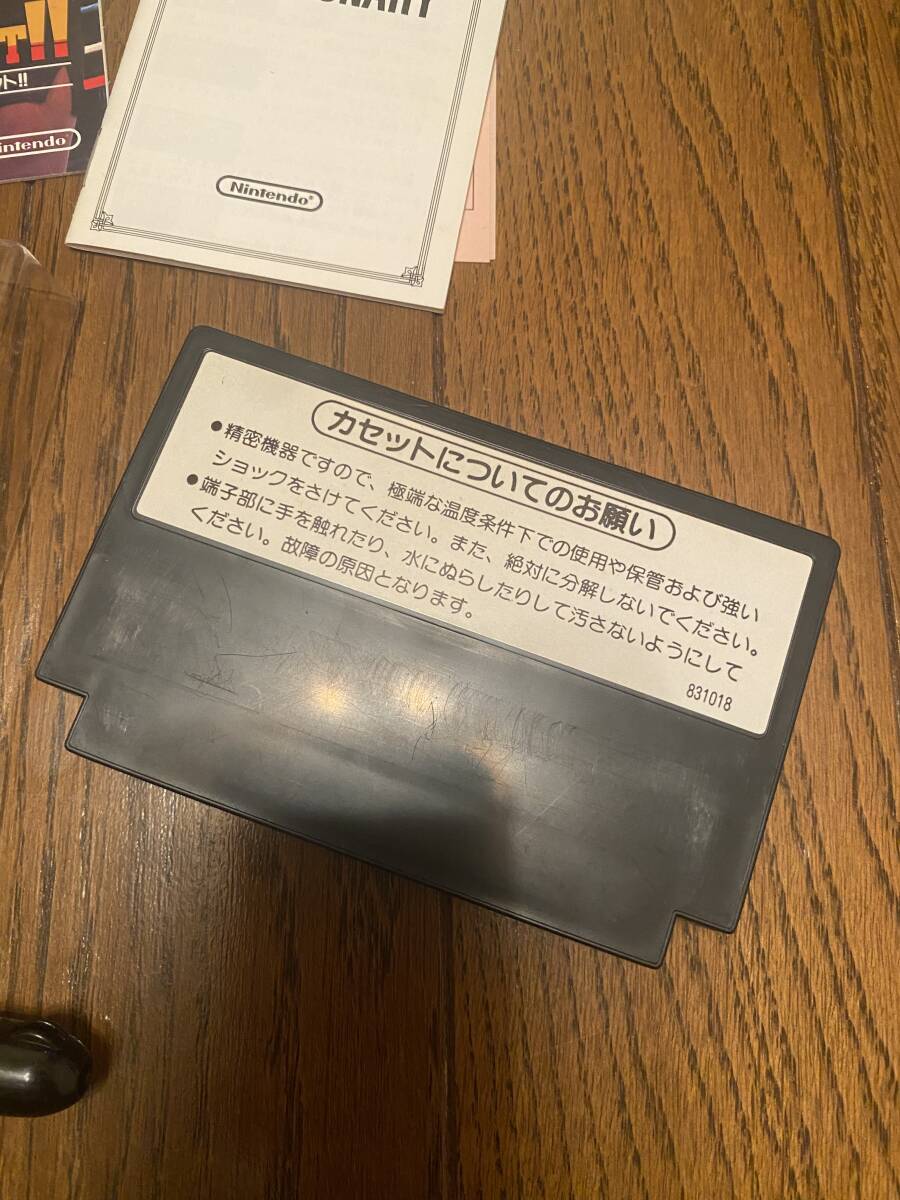 ト!!
Nintendo
Nintendo®
カセットについてのお願い
●精密機器ですので、極端な温度条件下での使用や保管および強い
ショックをさけてください。また、絶対に分解しないでください。
●端子部に手を触れたり、水にぬらしたりして汚さないようにして
ください。故障の原因となります。
831018